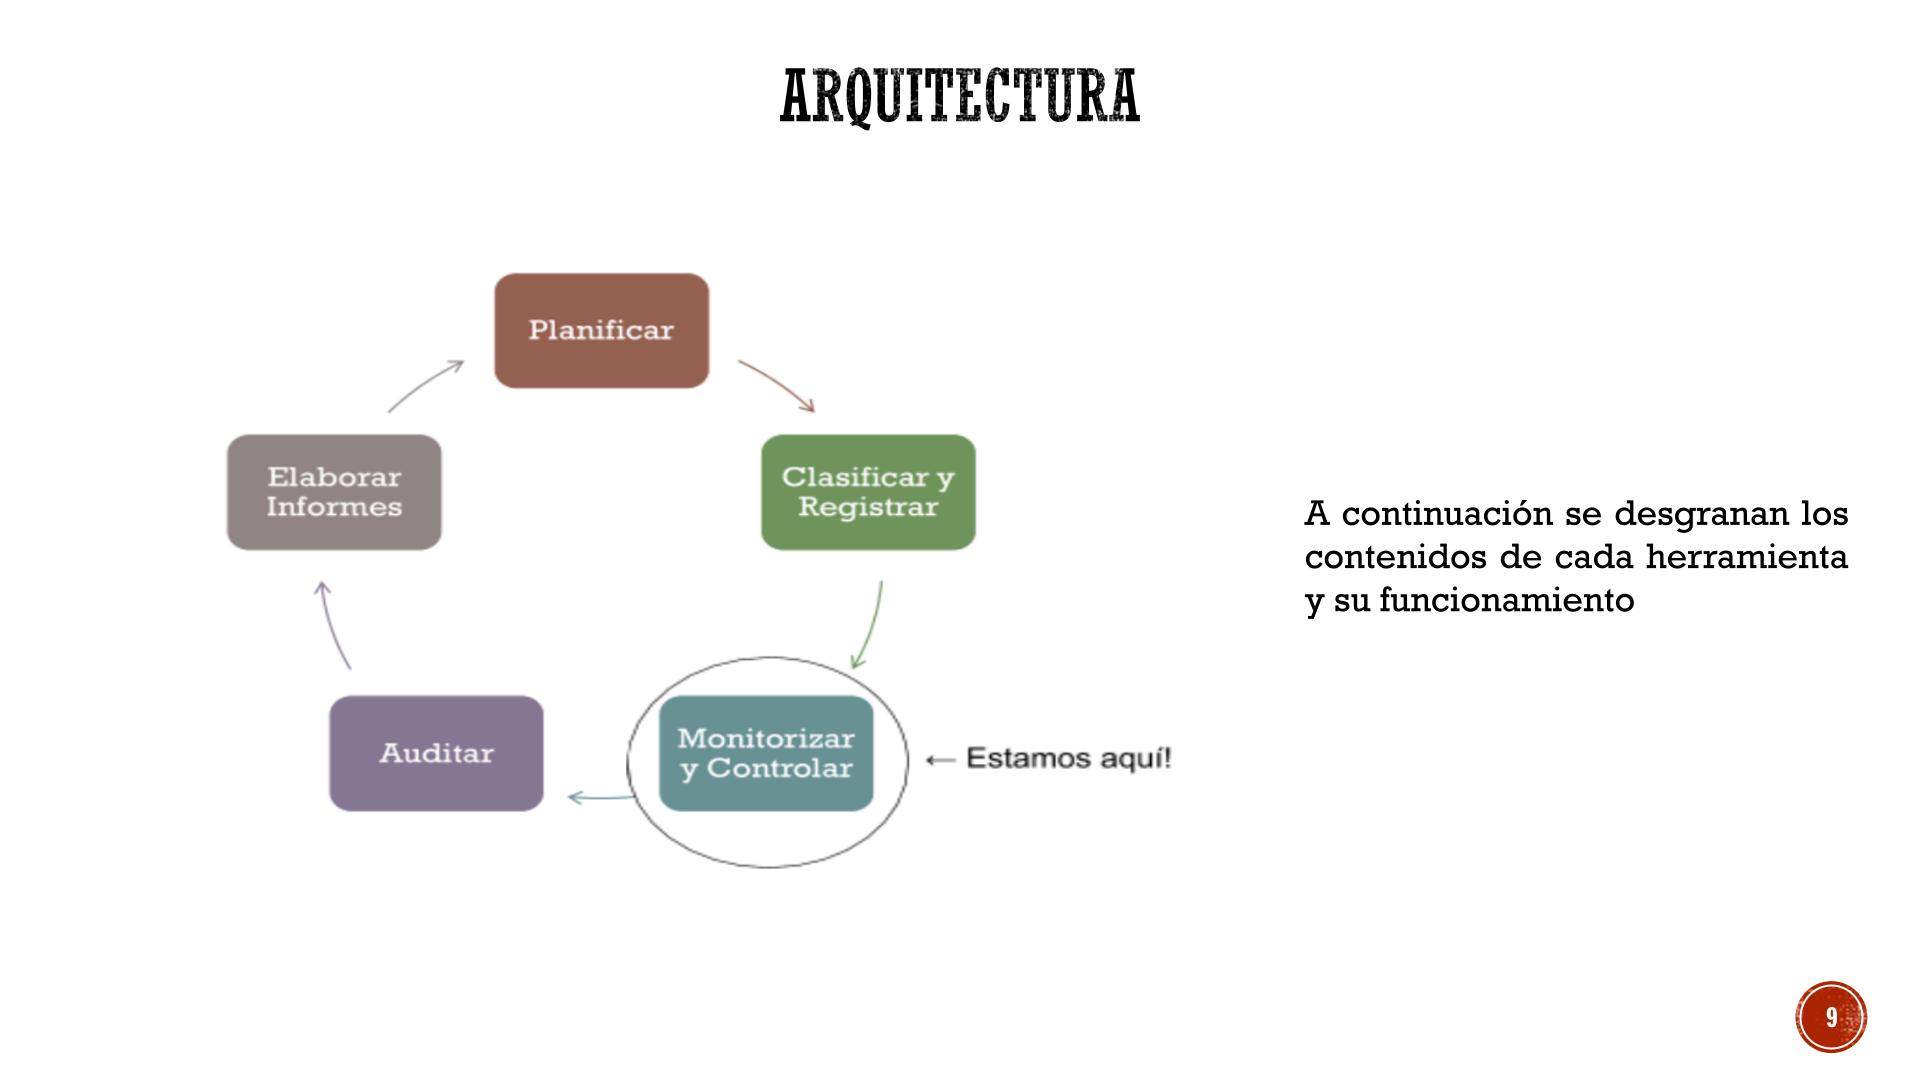 ARQUITECTURA
Planificar
Clasificar y
Registrar
Monitorizar
y Controlar
← Estamos aquí!
Auditar
Elaborar
Informes
A continuación se desgranan los
contenidos de cada herramienta
y su funcionamiento
9